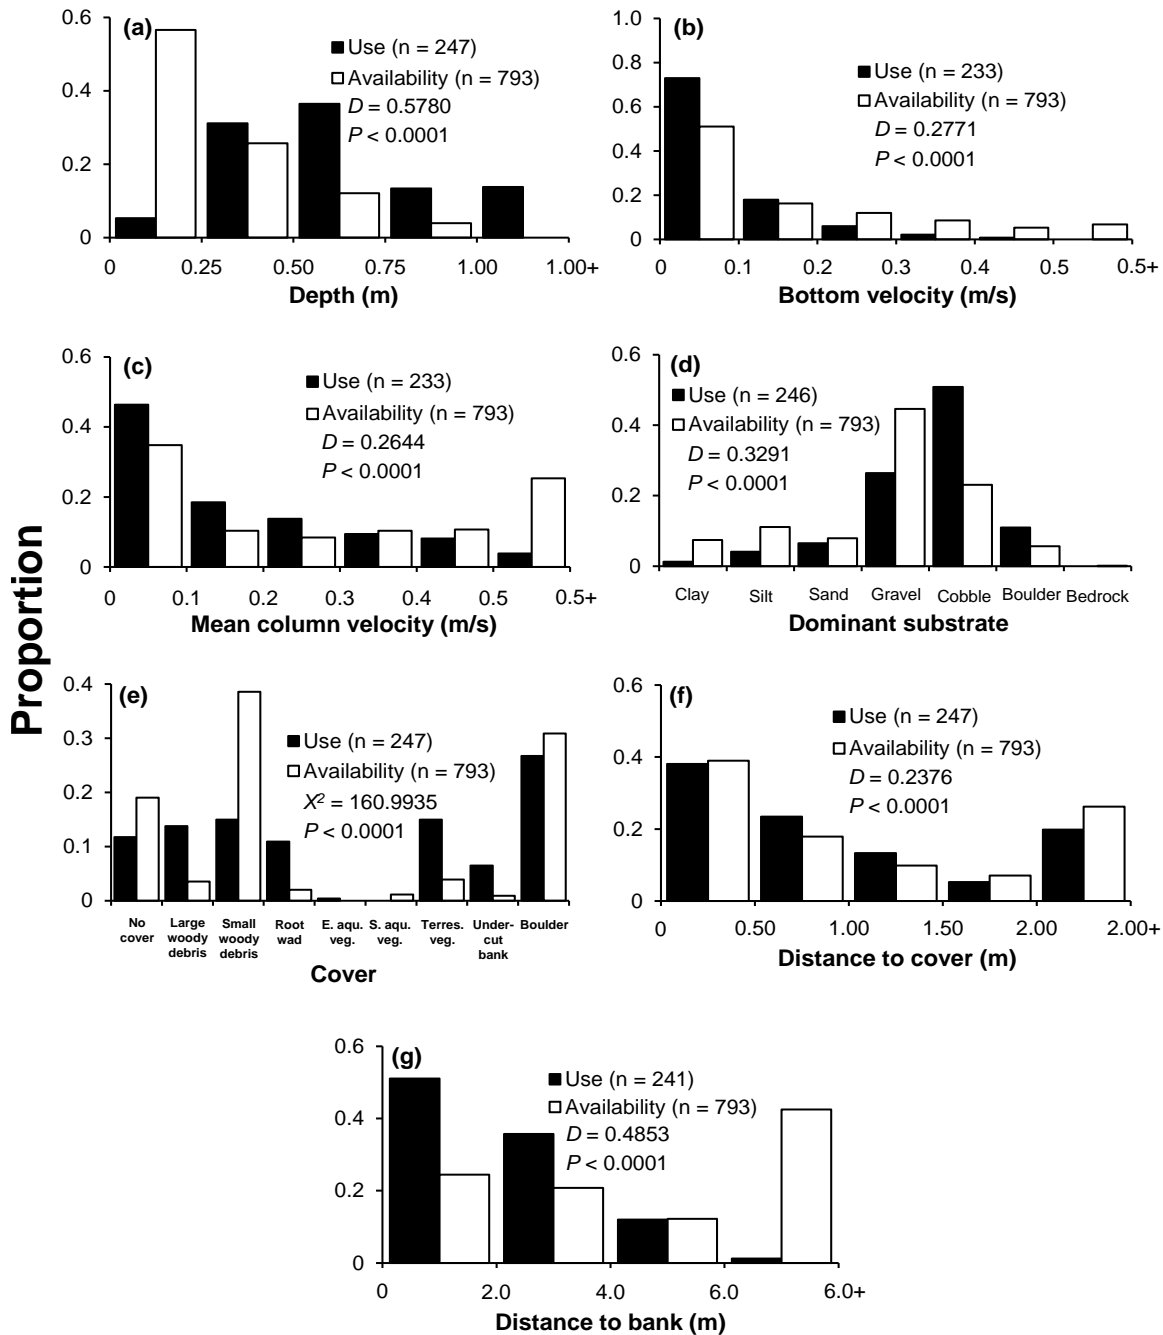 Proportion
(a)
0.6
0.4
0.2
0
Use (n = 247)
Availability (n = 793)
D = 0.5780
P < 0.0001
0 0.25 0.50 0.75 1.00 1.00+
Depth (m)
(b)
1.0
0.8
0.6
0.4
0.2
0
Use (n = 233)
Availability (n = 793)
D = 0.2771
P < 0.0001
0 0.1 0.2 0.3 0.4 0.5 0.5+
Bottom velocity (m/s)
(c)
0.6
0.4
0.2
0
Use (n = 233)
Availability (n = 793)
D = 0.2644
P < 0.0001
0 0.1 0.2 0.3 0.4 0.5 0.5+
Mean column velocity (m/s)
(d)
0.6
0.4
0.2
0
Use (n = 246)
Availability (n = 793)
D = 0.3291
P < 0.0001
Clay Silt Sand Gravel Cobble Boulder Bedrock
Dominant substrate
(e)
0.4
0.3
0.2
0.1
0
Use (n = 247)
Availability (n = 793)
X² = 160.9935
P < 0.0001
No Large Small Root E. aqu. S. aqu. Terres. Under- Boulder
cover woody woody wad veg. veg. veg. cut
debris debris bank
Cover
(f)
0.6
0.4
0.2
0
Use (n = 247)
Availability (n = 793)
D = 0.2376
P < 0.0001
0 0.50 1.00 1.50 2.00 2.00+
Distance to cover (m)
(g)
0.6
0.4
0.2
0
Use (n = 241)
Availability (n = 793)
D = 0.4853
P < 0.0001
0 2.0 4.0 6.0 6.0+
Distance to bank (m)